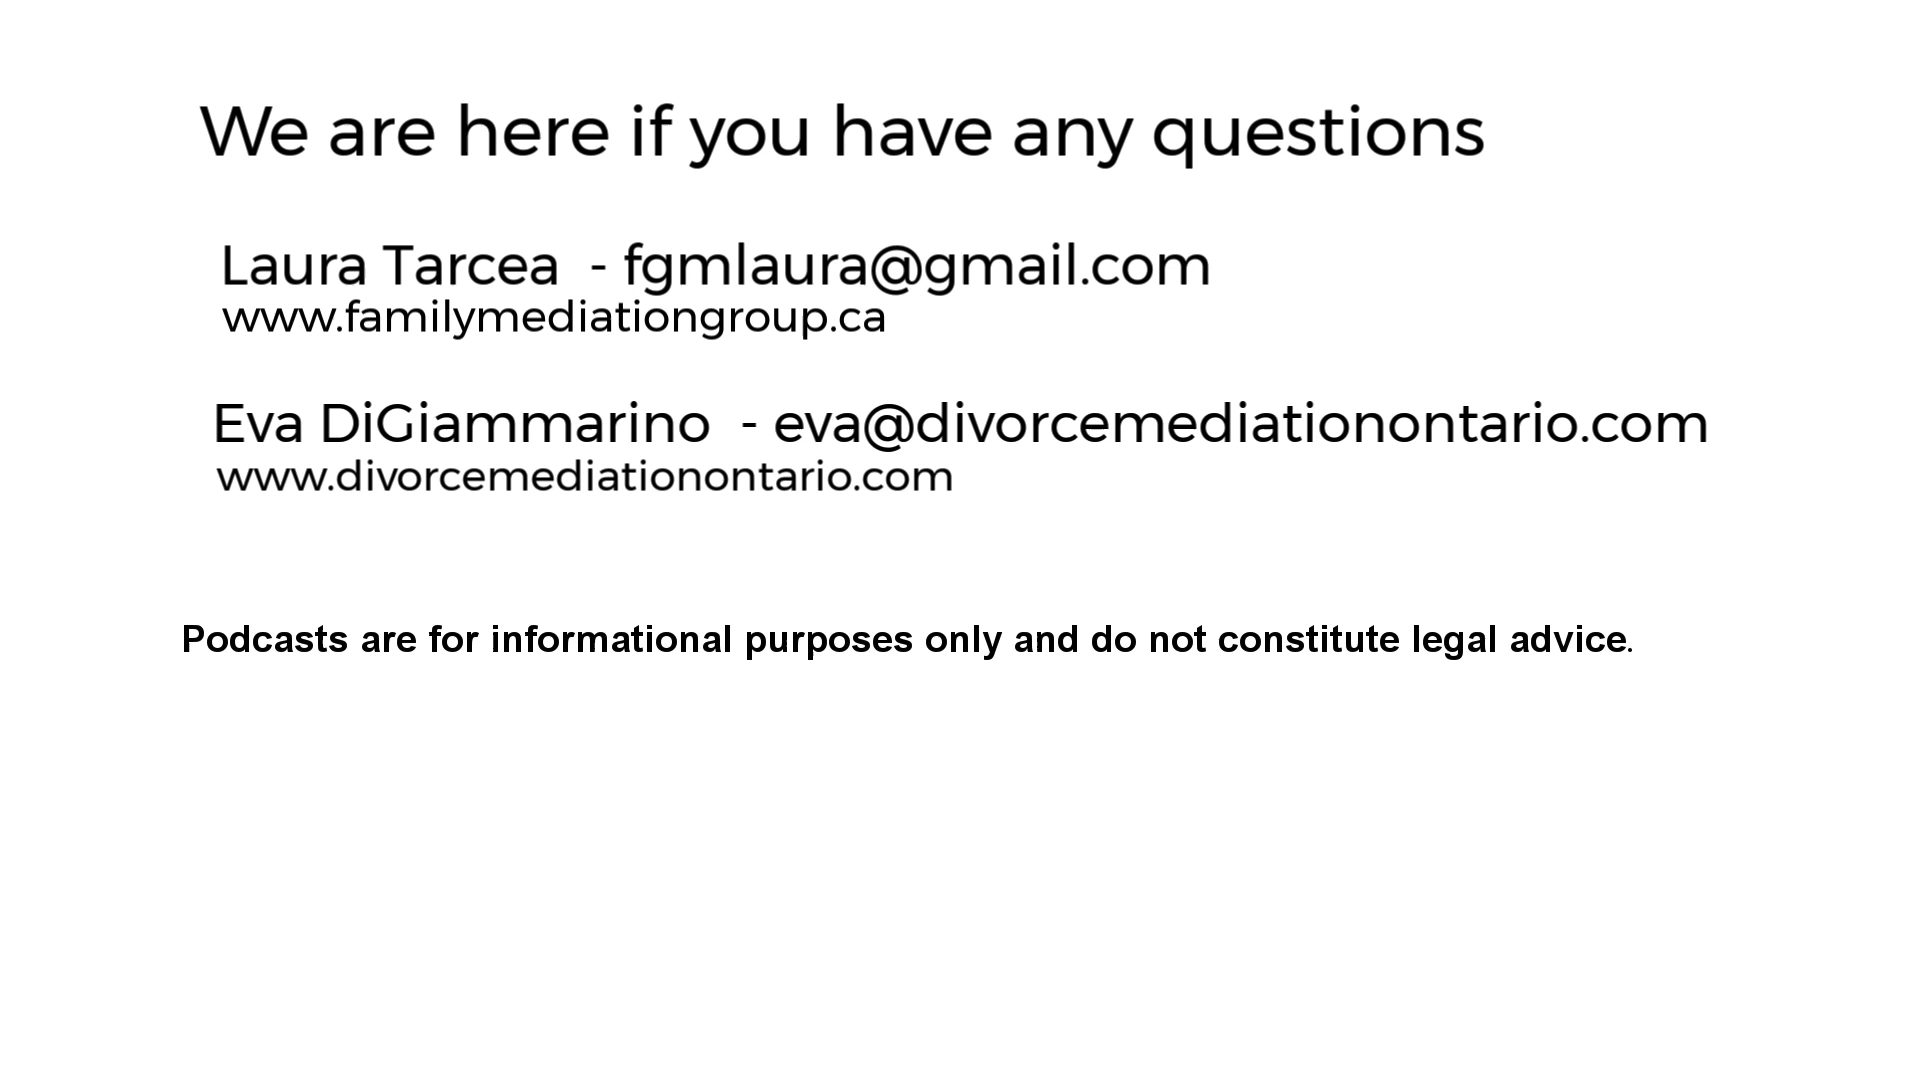 We are here if you have any questions
Laura Tarcea - fgmlaura@gmail.com
www.familymediationgroup.ca
Eva DiGiammarino - eva@divorcemediationontario.com
www.divorcemediationontario.com
Podcasts are for informational purposes only and do not constitute legal advice.